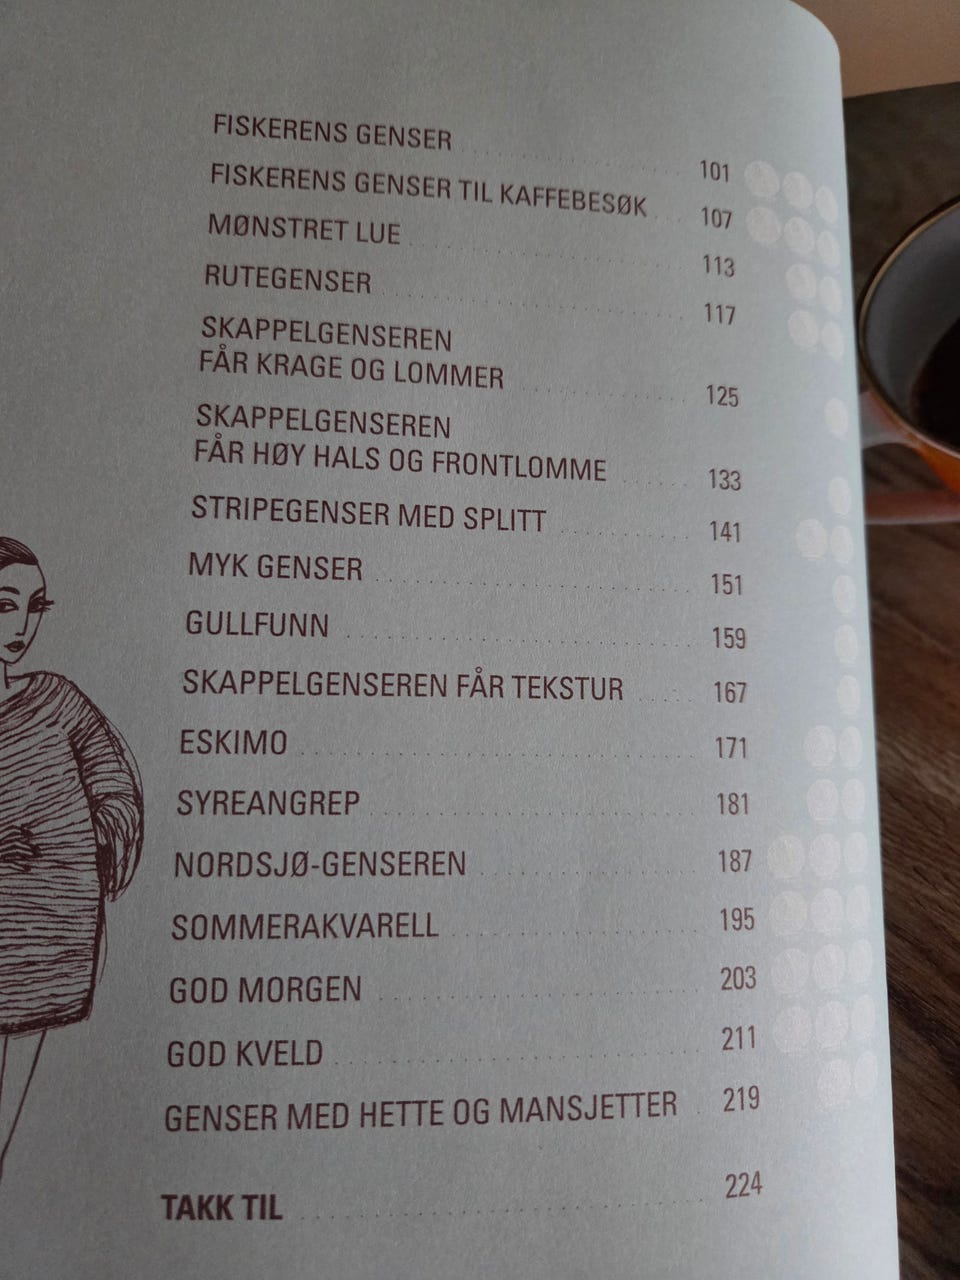 FISKERENS GENSER 101
FISKERENS GENSER TIL KAFFEBESØK 107
MØNSTRET LUE 113
RUTEGENSER 117
SKAPPELGENSEREN
FÅR KRAGE OG LOMMER 125
SKAPPELGENSEREN
FÅR HØY HALS OG FRONTLOMME 133
STRIPEGENSER MED SPLITT 141
MYK GENSER 151
GULLFUNN 159
SKAPPELGENSEREN FÅR TEKSTUR 167
ESKIMO 171
SYREANGREP 181
NORDSJØ-GENSEREN 187
SOMMERAKVARELL 195
GOD MORGEN 203
GOD KVELD 211
GENSER MED HETTE OG MANSJETTER 219
TAKK TIL 224